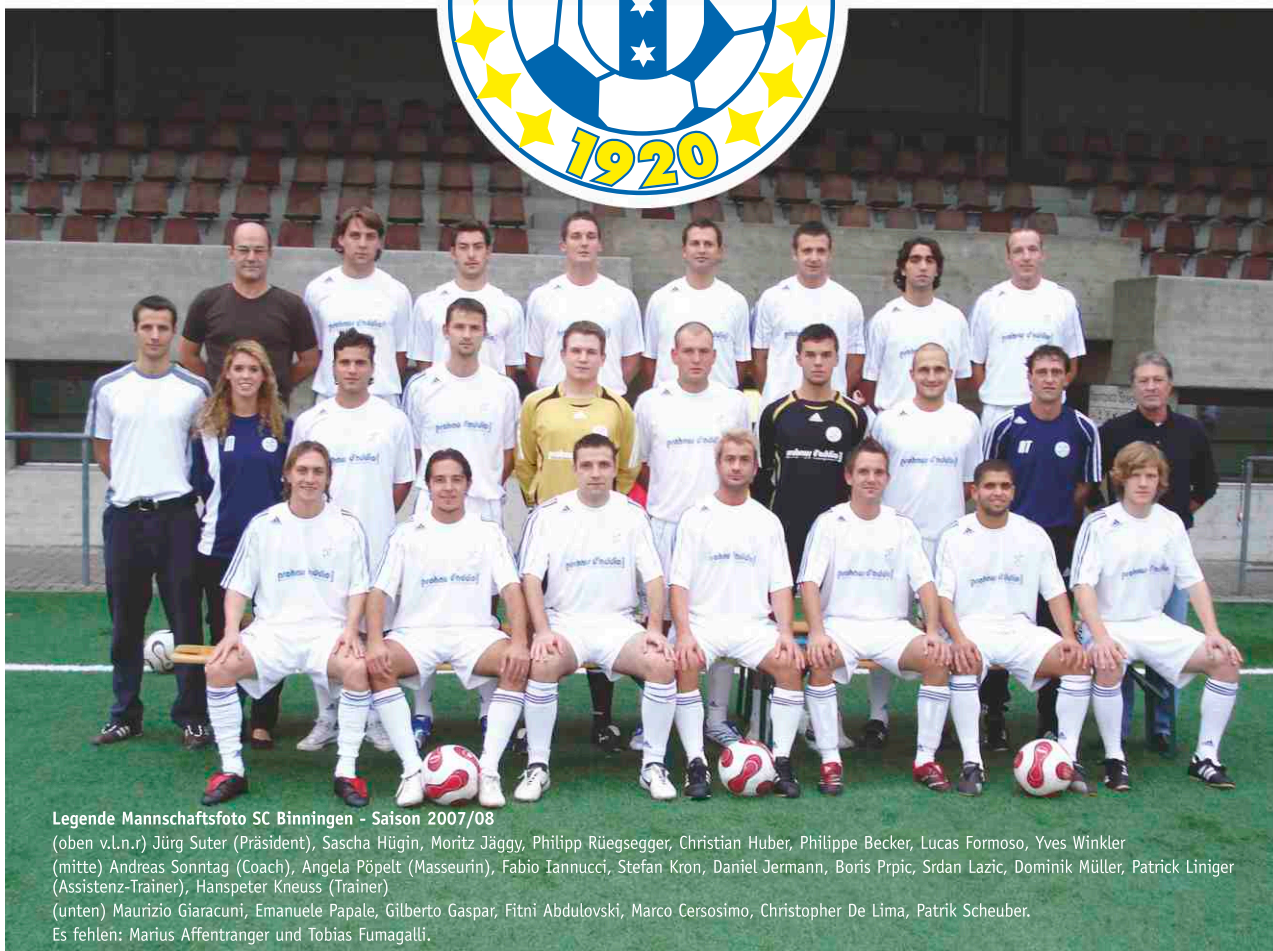 1920
prohaus d'média
DT
Legende Mannschaftsfoto SC Binningen - Saison 2007/08
(oben v.l.n.r) Jürg Suter (Präsident), Sascha Hügin, Moritz Jäggy, Philipp Rüegsegger, Christian Huber, Philippe Becker, Lucas Formoso, Yves Winkler
(mitte) Andreas Sonntag (Coach), Angela Pöpelt (Masseurin), Fabio Iannucci, Stefan Kron, Daniel Jermann, Boris Prpic, Srdan Lazic, Dominik Müller, Patrick Liniger
(Assistenz-Trainer), Hanspeter Kneuss (Trainer)
(unten) Maurizio Giaracuni, Emanuele Papale, Gilberto Gaspar, Fitni Abdulovski, Marco Cersosimo, Christopher De Lima, Patrik Scheuber.
Es fehlen: Marius Affentranger und Tobias Fumagalli.